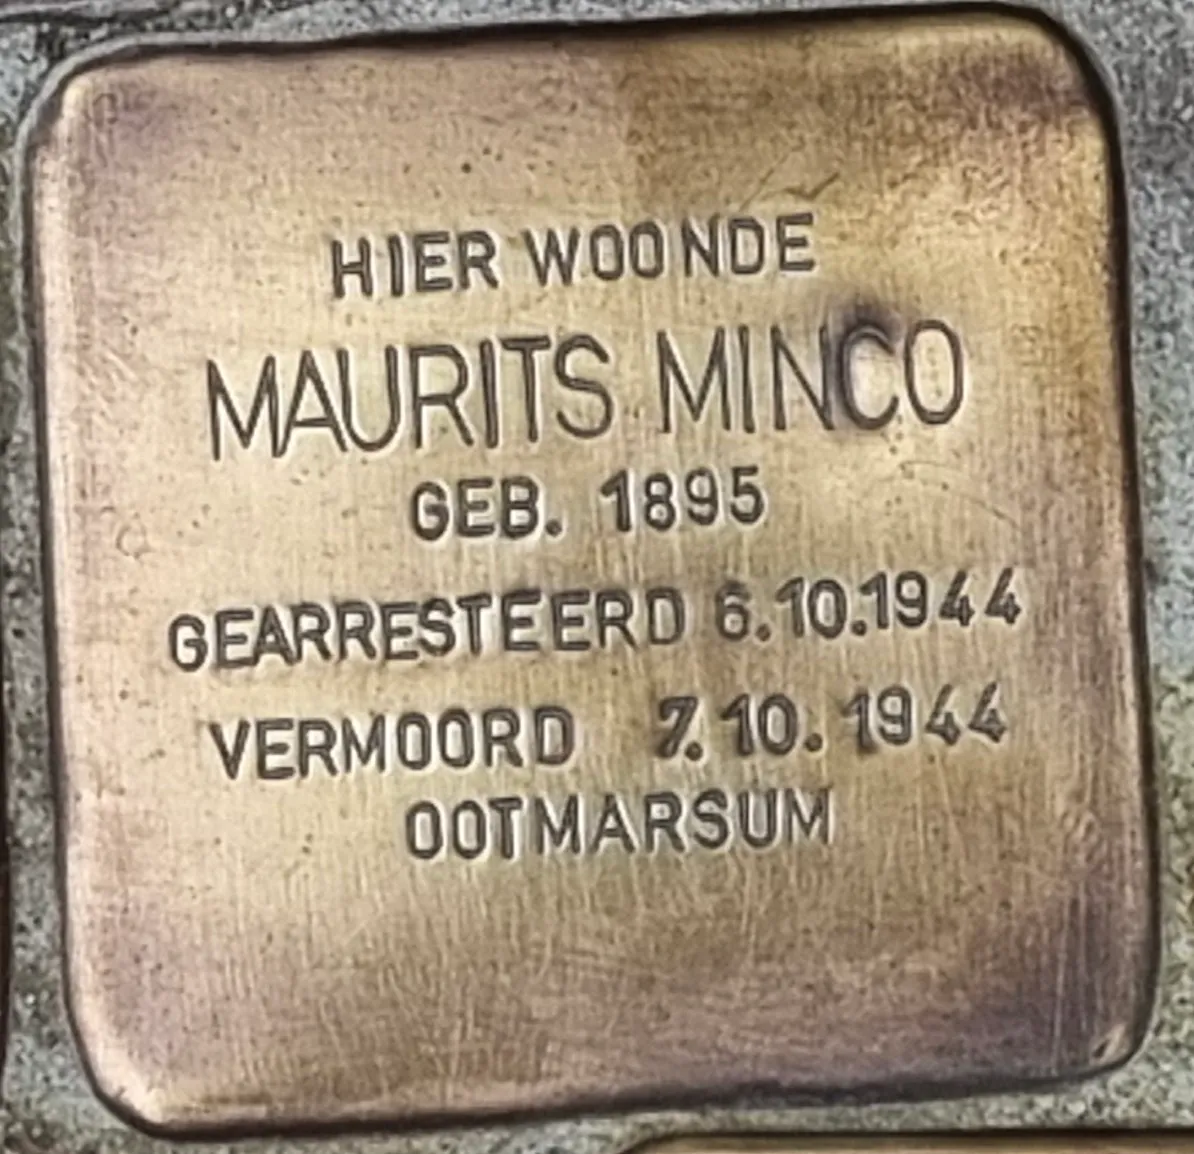 HIER WOONDE
MAURITS MINCO
GEB. 1895
GEARRESTEERD 6.10.1944
VERMOORD 7.10.1944
OOTMARSUM